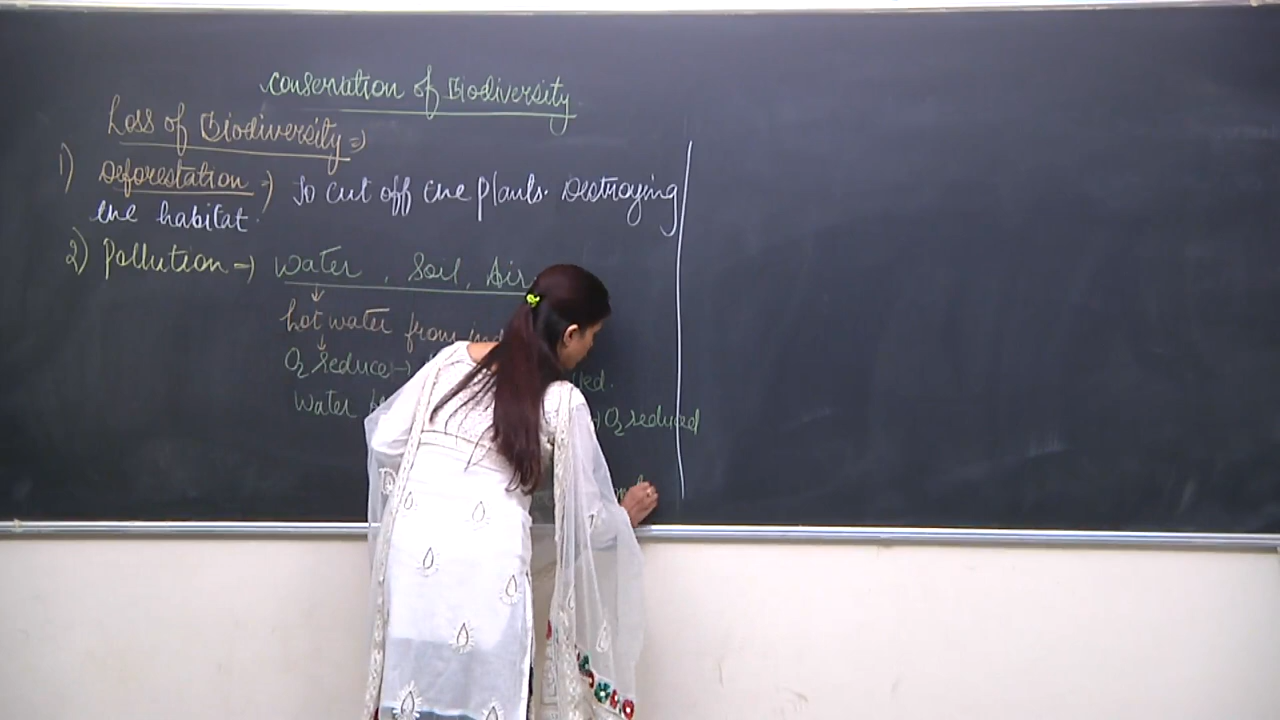 Conservation of Biodiversity
Loss of Biodiversity ⇒
1) Deforestation ⇒ To cut off the plants. Destroying
the habitat.
2) Pollution ⇒ Water, Soil, Air
↓
hot water from
↓
O2 reduce →
Water → O2 reduced